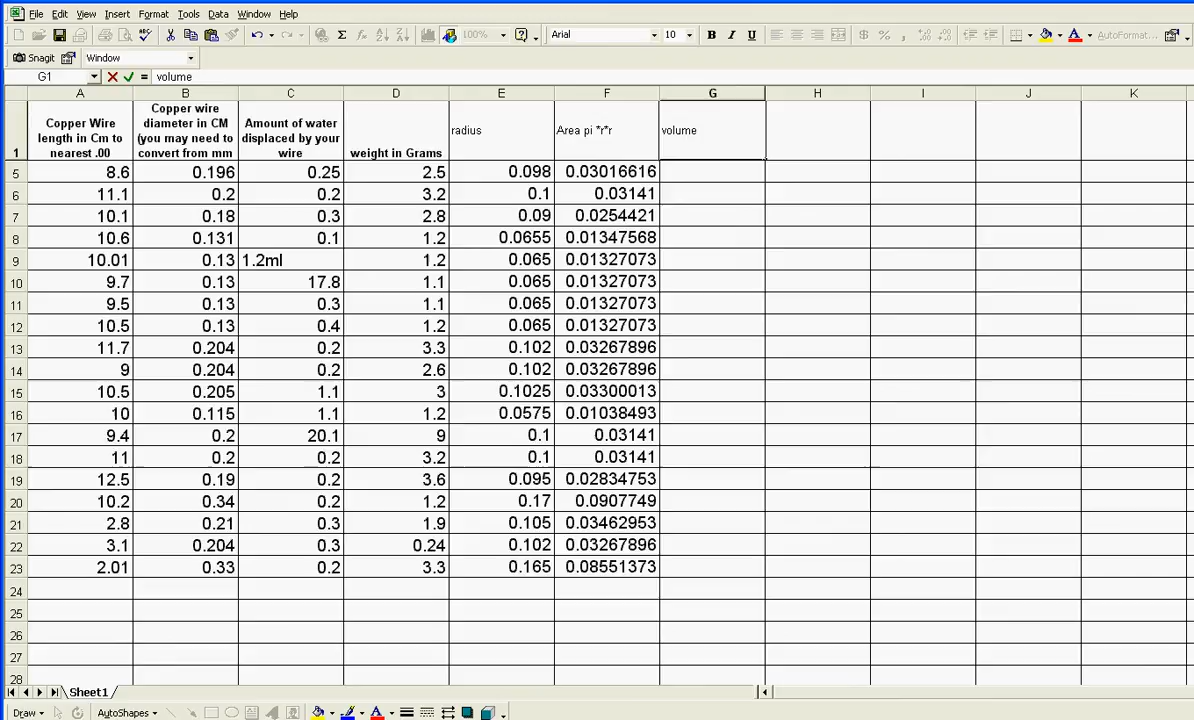 File Edit View Insert Format Tools Data Window Help
100% Arial 10 B I U $ % , AutoFormat...
Snagit Window
G1 = volume
A B C D E F G H I J K
1 Copper Wire length in Cm to nearest .00 Copper wire diameter in CM (you may need to convert from mm Amount of water displaced by your wire weight in Grams radius Area pi *r*r volume
5 8.6 0.196 0.25 2.5 0.098 0.03016616
6 11.1 0.2 0.2 3.2 0.1 0.03141
7 10.1 0.18 0.3 2.8 0.09 0.0254421
8 10.6 0.131 0.1 1.2 0.0655 0.01347568
9 10.01 0.13 1.2ml 1.2 0.065 0.01327073
10 9.7 0.13 17.8 1.1 0.065 0.01327073
11 9.5 0.13 0.3 1.1 0.065 0.01327073
12 10.5 0.13 0.4 1.2 0.065 0.01327073
13 11.7 0.204 0.2 3.3 0.102 0.03267896
14 9 0.204 0.2 2.6 0.102 0.03267896
15 10.5 0.205 1.1 3 0.1025 0.03300013
16 10 0.115 1.1 1.2 0.0575 0.01038493
17 9.4 0.2 20.1 9 0.1 0.03141
18 11 0.2 0.2 3.2 0.1 0.03141
19 12.5 0.19 0.2 3.6 0.095 0.02834753
20 10.2 0.34 0.2 1.2 0.17 0.0907749
21 2.8 0.21 0.3 1.9 0.105 0.03462953
22 3.1 0.204 0.3 0.24 0.102 0.03267896
23 2.01 0.33 0.2 3.3 0.165 0.08551373
24
25
26
27
28
Sheet1
Draw AutoShapes